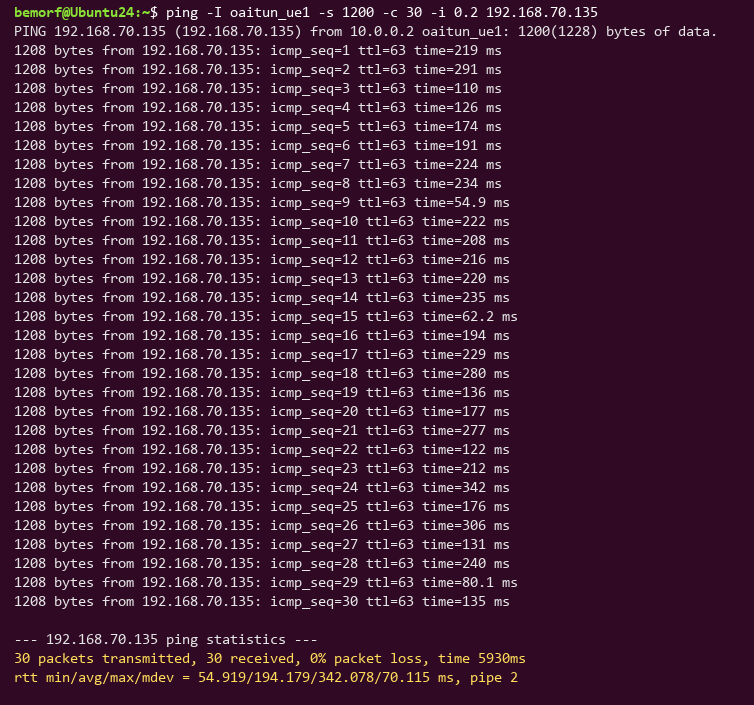 bemorf@Ubuntu24:~$ ping -I oaitun_ue1 -s 1200 -c 30 -i 0.2 192.168.70.135
PING 192.168.70.135 (192.168.70.135) from 10.0.0.2 oaitun_ue1: 1200(1228) bytes of data.
1208 bytes from 192.168.70.135: icmp_seq=1 ttl=63 time=219 ms
1208 bytes from 192.168.70.135: icmp_seq=2 ttl=63 time=291 ms
1208 bytes from 192.168.70.135: icmp_seq=3 ttl=63 time=110 ms
1208 bytes from 192.168.70.135: icmp_seq=4 ttl=63 time=126 ms
1208 bytes from 192.168.70.135: icmp_seq=5 ttl=63 time=174 ms
1208 bytes from 192.168.70.135: icmp_seq=6 ttl=63 time=191 ms
1208 bytes from 192.168.70.135: icmp_seq=7 ttl=63 time=224 ms
1208 bytes from 192.168.70.135: icmp_seq=8 ttl=63 time=234 ms
1208 bytes from 192.168.70.135: icmp_seq=9 ttl=63 time=54.9 ms
1208 bytes from 192.168.70.135: icmp_seq=10 ttl=63 time=222 ms
1208 bytes from 192.168.70.135: icmp_seq=11 ttl=63 time=208 ms
1208 bytes from 192.168.70.135: icmp_seq=12 ttl=63 time=216 ms
1208 bytes from 192.168.70.135: icmp_seq=13 ttl=63 time=220 ms
1208 bytes from 192.168.70.135: icmp_seq=14 ttl=63 time=235 ms
1208 bytes from 192.168.70.135: icmp_seq=15 ttl=63 time=62.2 ms
1208 bytes from 192.168.70.135: icmp_seq=16 ttl=63 time=194 ms
1208 bytes from 192.168.70.135: icmp_seq=17 ttl=63 time=229 ms
1208 bytes from 192.168.70.135: icmp_seq=18 ttl=63 time=280 ms
1208 bytes from 192.168.70.135: icmp_seq=19 ttl=63 time=136 ms
1208 bytes from 192.168.70.135: icmp_seq=20 ttl=63 time=177 ms
1208 bytes from 192.168.70.135: icmp_seq=21 ttl=63 time=277 ms
1208 bytes from 192.168.70.135: icmp_seq=22 ttl=63 time=122 ms
1208 bytes from 192.168.70.135: icmp_seq=23 ttl=63 time=212 ms
1208 bytes from 192.168.70.135: icmp_seq=24 ttl=63 time=342 ms
1208 bytes from 192.168.70.135: icmp_seq=25 ttl=63 time=176 ms
1208 bytes from 192.168.70.135: icmp_seq=26 ttl=63 time=306 ms
1208 bytes from 192.168.70.135: icmp_seq=27 ttl=63 time=131 ms
1208 bytes from 192.168.70.135: icmp_seq=28 ttl=63 time=240 ms
1208 bytes from 192.168.70.135: icmp_seq=29 ttl=63 time=80.1 ms
1208 bytes from 192.168.70.135: icmp_seq=30 ttl=63 time=135 ms
--- 192.168.70.135 ping statistics ---
30 packets transmitted, 30 received, 0% packet loss, time 5930ms
rtt min/avg/max/mdev = 54.919/194.179/342.078/70.115 ms, pipe 2